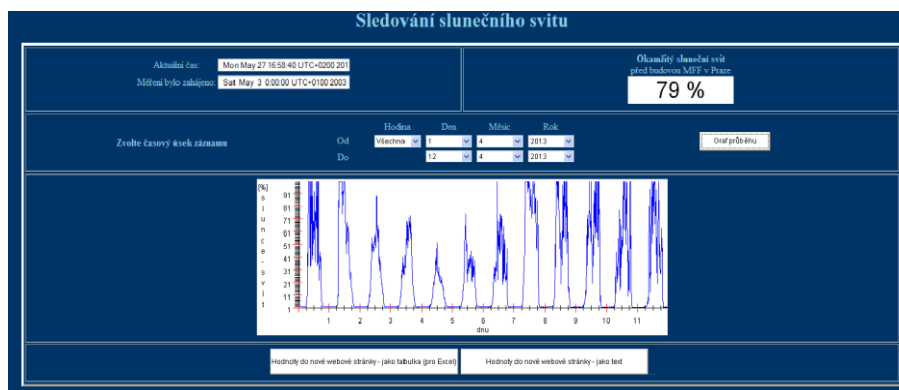 Sledování slunečního svitu
Aktuální čas: Mon May 27 16:58:40 UTC+0200 201
Měření bylo zahájeno: Sat May 3 0:00:00 UTC+0100 2003
Okamžitý sluneční svit
před budovou MFF v Praze
79 %
Zvolte časový úsek záznamu
Hodina Den Měsíc Rok
Od Všechno 1 4 2013
Do 12 4 2013
Graf průběhu
[%]
slunce-svit
91
81
71
61
51
41
31
21
11
1
1 2 3 4 5 6 7 8 9 10 11
dnu
Hodnoty do nové webové stránky - jako tabulka (pro Excel)
Hodnoty do nové webové stránky - jako text